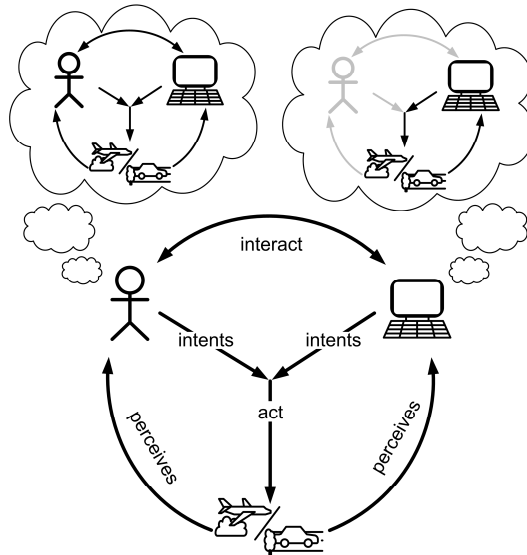 interact
intents
intents
act
perceives
perceives